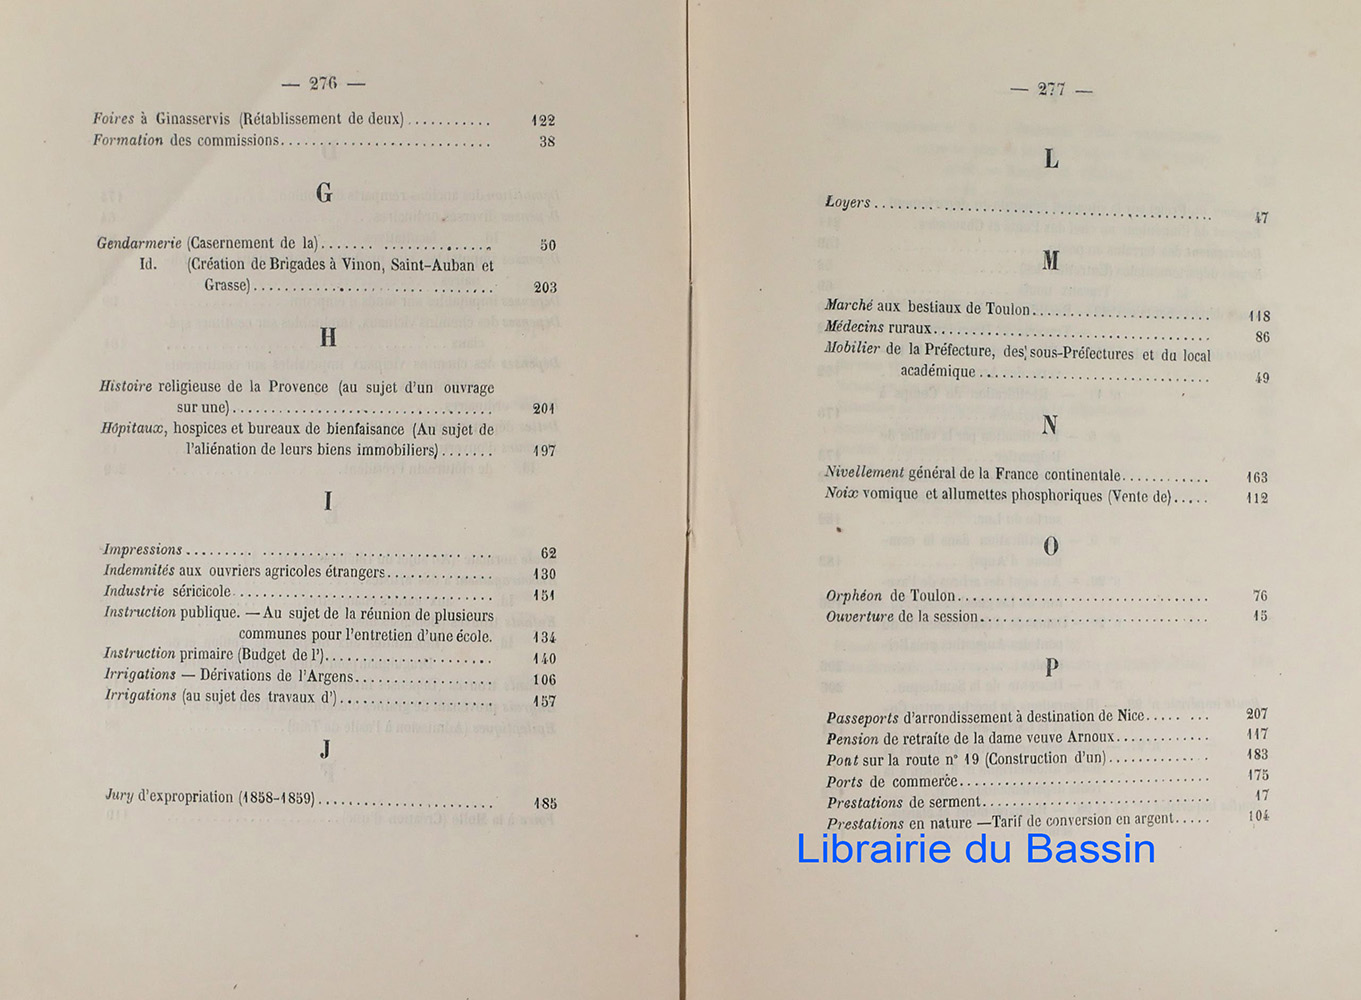 — 276 —
Foires à Ginasservis (Rétablissement de deux) ........... 122
Formation des commissions........................... 38
G
Gendarmerie (Casernement de la)....... .............. 50
Id. (Création de Brigades à Vinon, Saint-Auban et
Grasse)............................... 203
H
Histoire religieuse de la Provence (au sujet d'un ouvrage
sur une)................................. 201
Hôpitaux, hospices et bureaux de bienfaisance (Au sujet de
l'aliénation de leurs biens immobiliers)....... 197
I
Impressions......... ...................... ... 62
Indemnités aux ouvriers agricoles étrangers.............. 130
Industrie séricicole................................. 151
Instruction publique. — Au sujet de la réunion de plusieurs
communes pour l'entretien d'une école. 134
Instruction primaire (Budget de l')..................... 140
Irrigations — Dérivations de l'Argens.................. 106
Irrigations (au sujet des travaux d').................... 157
J
Jury d'expropriation (1858-1859)...................... 185
— 277 —
L
Loyers.......................................... 47
M
Marché aux bestiaux de Toulon....................... 118
Médecins ruraux................................... 86
Mobilier de la Préfecture, des sous-Préfectures et du local
académique............................. 49
N
Nivellement général de la France continentale............ 163
Noix vomique et allumettes phosphoriques (Vente de)..... 112
O
Orphéon de Toulon................................ 76
Ouverture de la session............................. 15
P
Passeports d'arrondissement à destination de Nice..... ... 207
Pension de retraite de la dame veuve Arnoux............ 117
Pont sur la route n° 19 (Construction d'un)............. 183
Ports de commerce................................ 175
Prestations de serment............................. 17
Prestations en nature —Tarif de conversion en argent..... 104
Librairie du Bassin